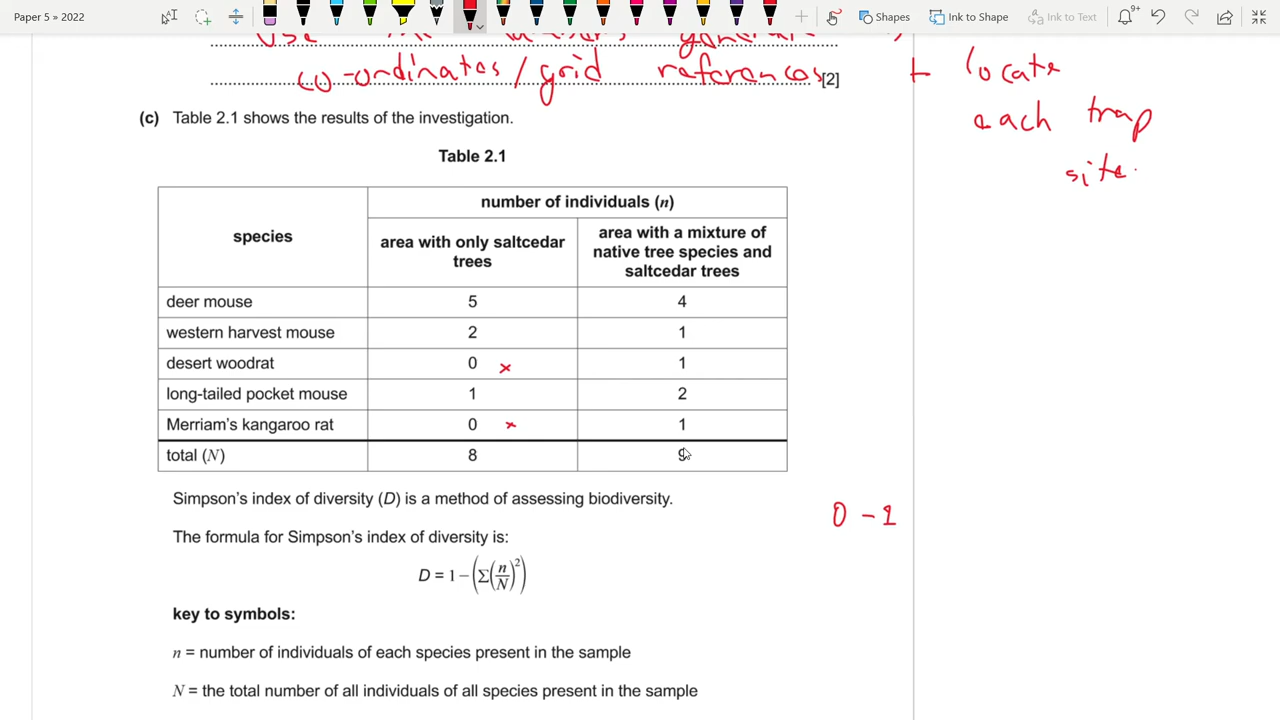 Paper 5 » 2022
Shapes
Ink to Shape
Ink to Text
9+
use
generate
co-ordinates/grid references [2]
+ locate
each trap
site.
(c) Table 2.1 shows the results of the investigation.
Table 2.1
species
number of individuals (n)
area with only saltcedar trees
area with a mixture of native tree species and saltcedar trees
deer mouse 5 4
western harvest mouse 2 1
desert woodrat 0 × 1
long-tailed pocket mouse 1 2
Merriam's kangaroo rat 0 × 1
total (N) 8 9
Simpson's index of diversity (D) is a method of assessing biodiversity.
0 – 1
The formula for Simpson's index of diversity is:
D = 1 – (Σ(n/N)²)
key to symbols:
n = number of individuals of each species present in the sample
N = the total number of all individuals of all species present in the sample